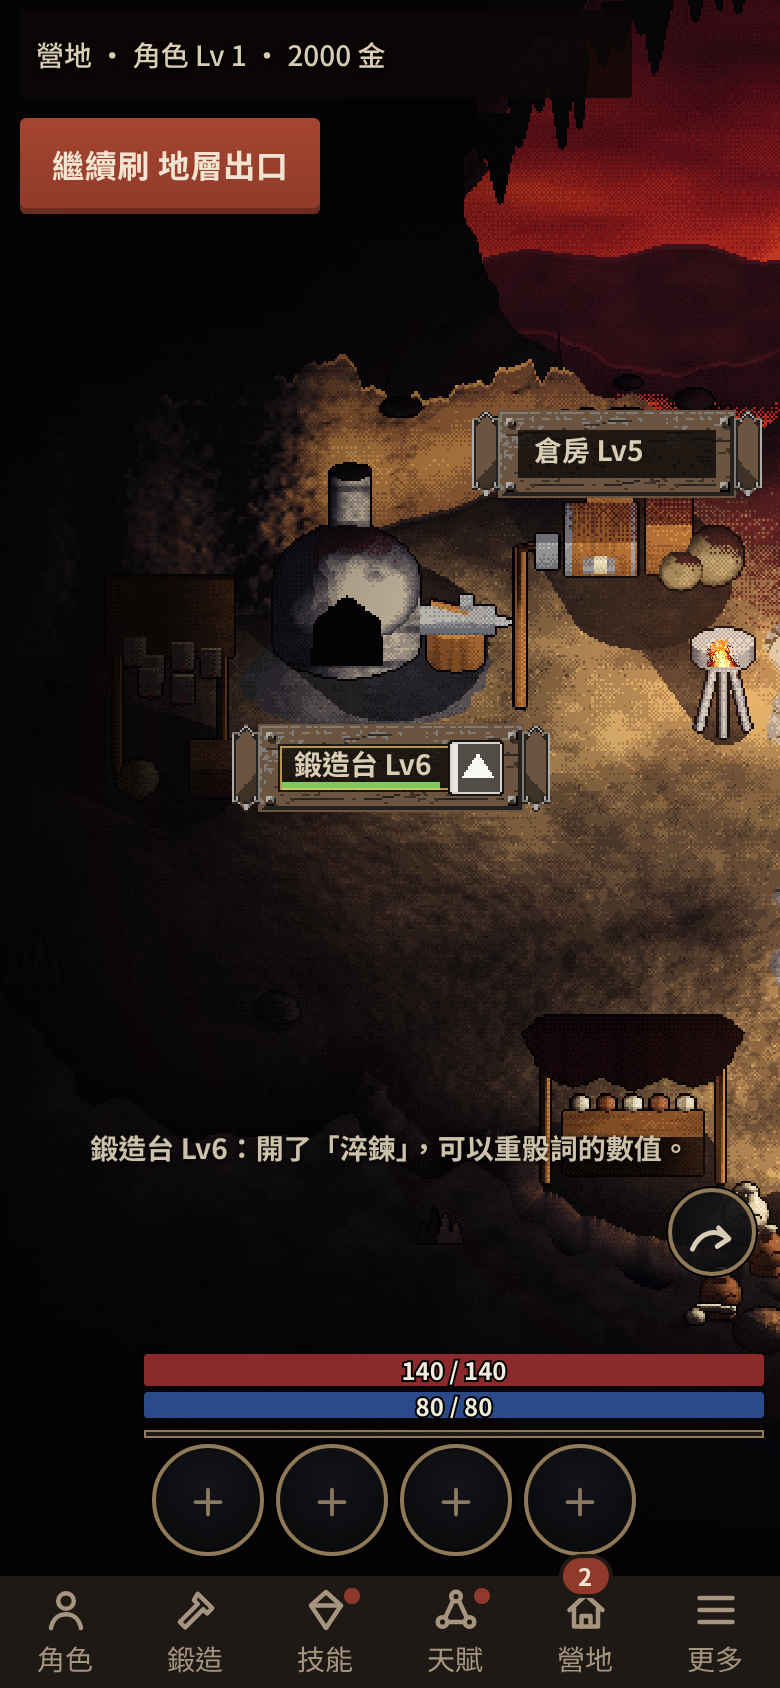 營地 · 角色 Lv 1 · 2000 金
繼續刷 地層出口
倉房 Lv5
鍛造台 Lv6
鍛造台 Lv6：開了「淬鍊」，可以重骰詞的數值。
140 / 140
80 / 80
2
角色 鍛造 技能 天賦 營地 更多